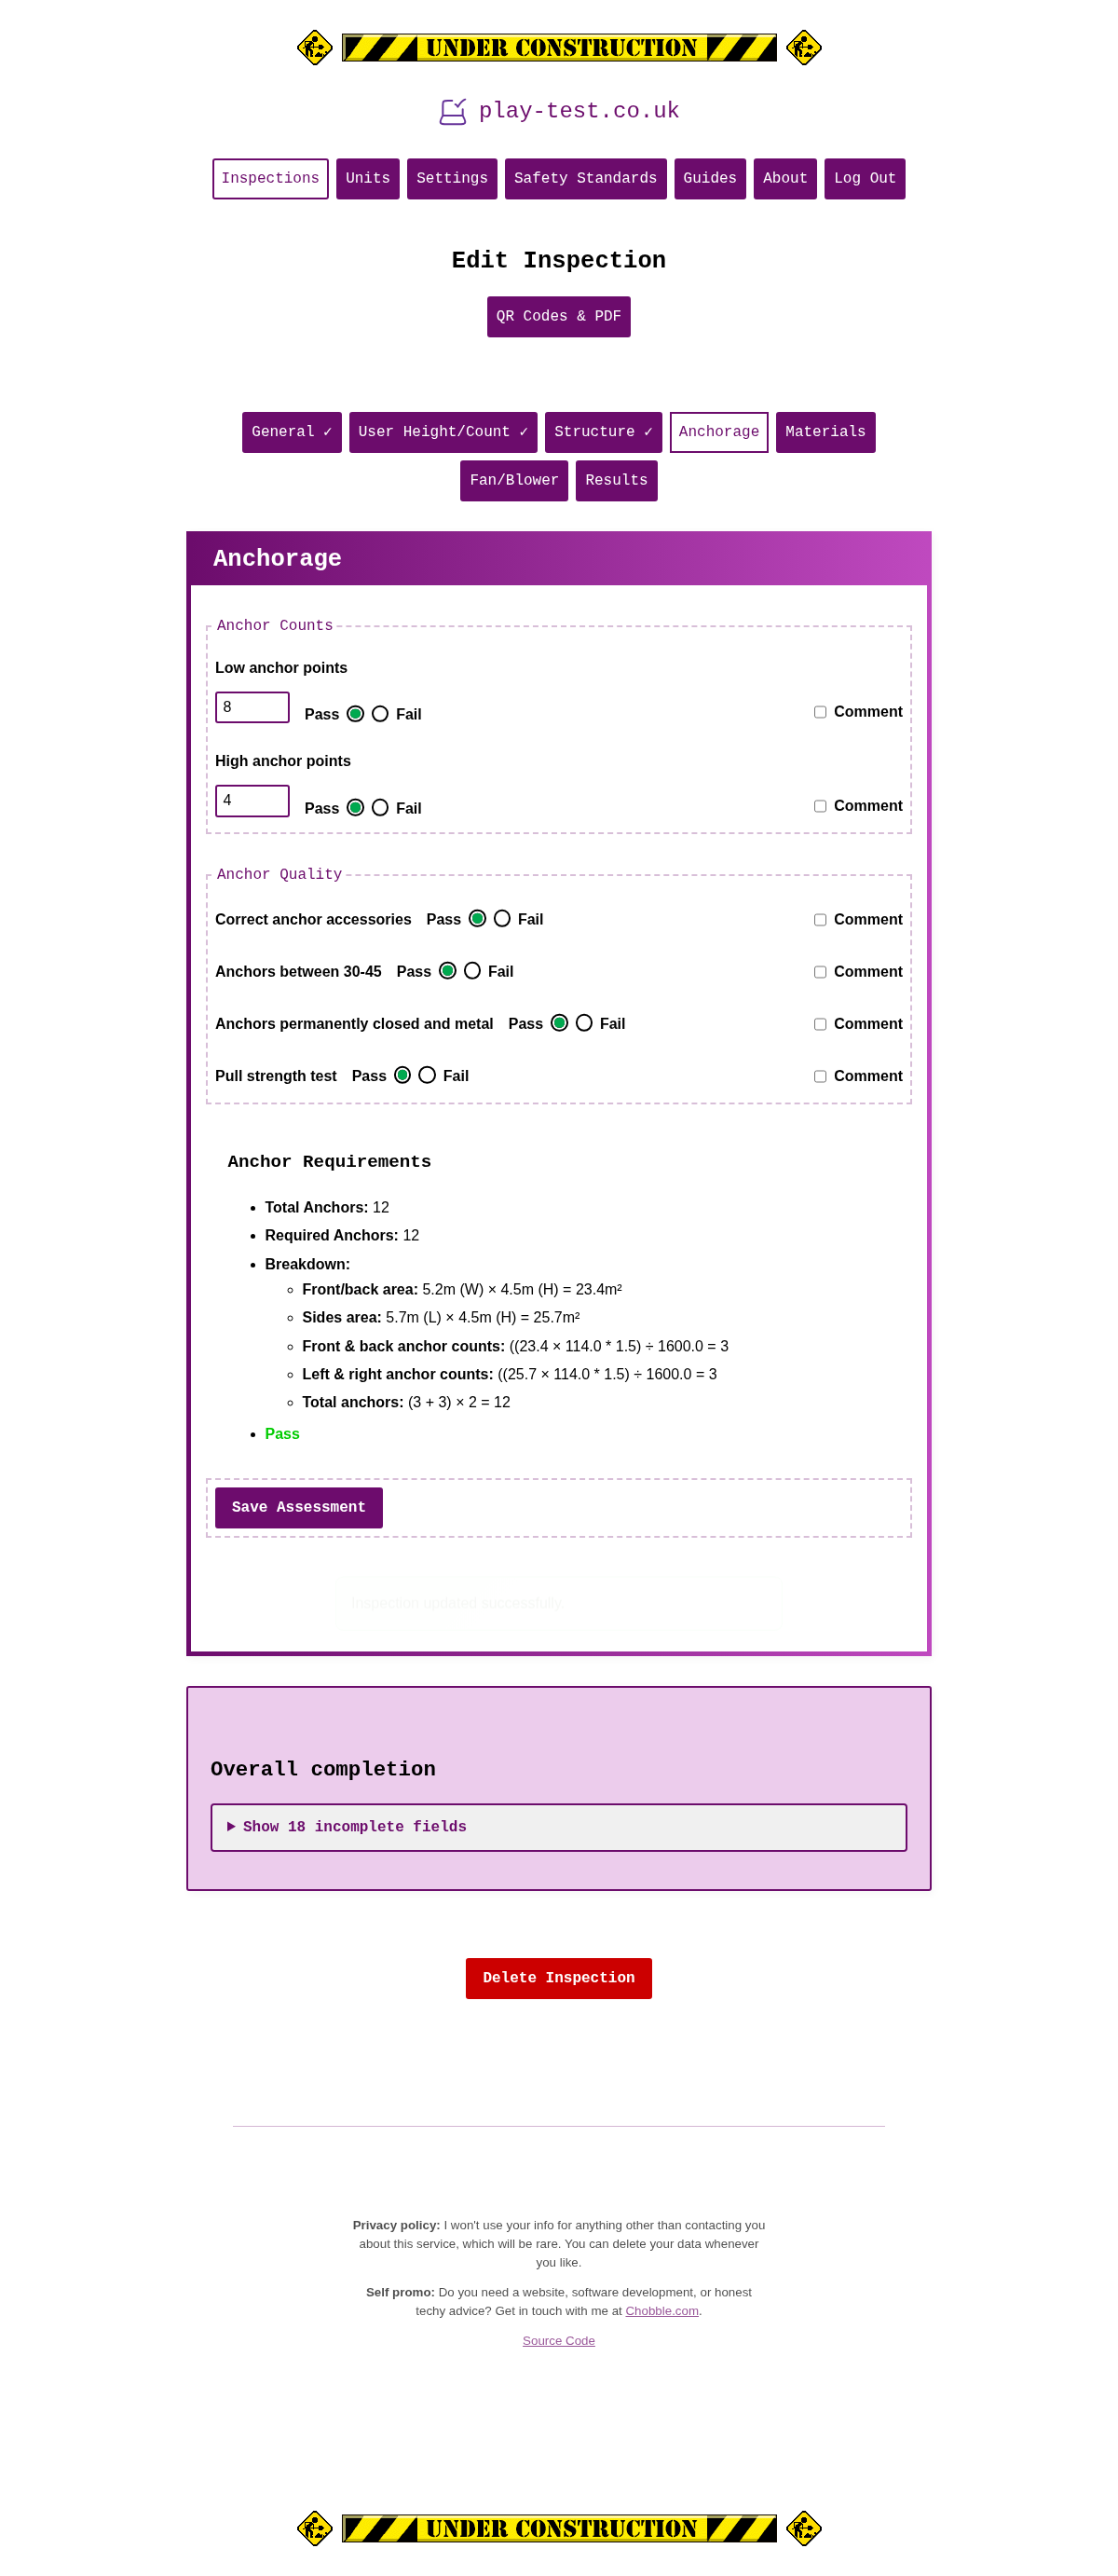 UNDER CONSTRUCTION
play-test.co.uk
Inspections Units Settings Safety Standards Guides About Log Out
Edit Inspection
QR Codes & PDF
General ✓ User Height/Count ✓ Structure ✓ Anchorage Materials
Fan/Blower Results
Anchorage
Anchor Counts
Low anchor points
8 Pass Fail Comment
High anchor points
4 Pass Fail Comment
Anchor Quality
Correct anchor accessories Pass Fail Comment
Anchors between 30-45 Pass Fail Comment
Anchors permanently closed and metal Pass Fail Comment
Pull strength test Pass Fail Comment
Anchor Requirements
Total Anchors: 12
Required Anchors: 12
Breakdown:
Front/back area: 5.2m (W) × 4.5m (H) = 23.4m²
Sides area: 5.7m (L) × 4.5m (H) = 25.7m²
Front & back anchor counts: ((23.4 × 114.0 * 1.5) ÷ 1600.0 = 3
Left & right anchor counts: ((25.7 × 114.0 * 1.5) ÷ 1600.0 = 3
Total anchors: (3 + 3) × 2 = 12
Pass
Save Assessment
Inspection updated successfully.
Overall completion
Show 18 incomplete fields
Delete Inspection
Privacy policy: I won't use your info for anything other than contacting you
about this service, which will be rare. You can delete your data whenever
you like.
Self promo: Do you need a website, software development, or honest
techy advice? Get in touch with me at Chobble.com.
Source Code
UNDER CONSTRUCTION